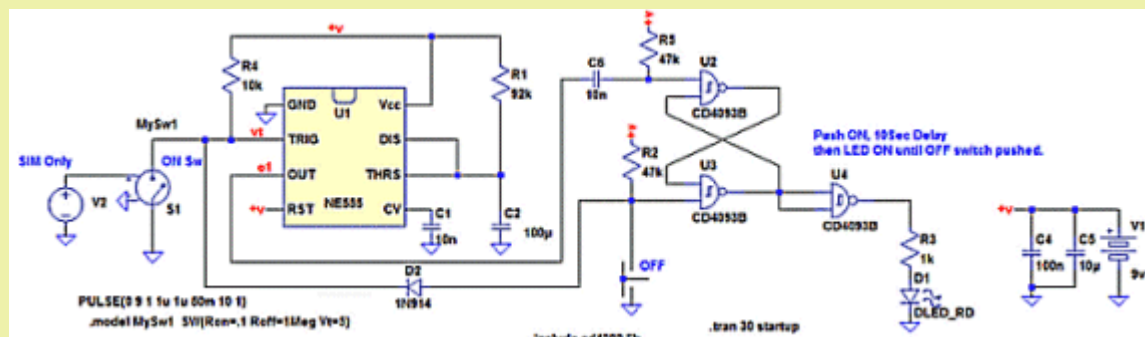 +v
R4
10k
MySw1
SIM Only
ON Sw
V2
S1
vt
o1
+v
GND
TRIG
OUT
RST
U1
NE555
Vcc
DIS
THRS
CV
R1
92k
C1
10n
C2
100µ
D2
1N914
C6
10n
+v
R5
47k
+v
R2
47k
OFF
U2
CD4093B
U3
CD4093B
U4
CD4093B
Push ON, 10Sec Delay
then LED ON until OFF switch pushed.
R3
1k
D1
DLED_RD
+v
C4
100n
C5
10µ
V1
9v
PULSE(0 9 1 1u 1u 50m 10 1)
.model MySw1 SW(Ron=.1 Roff=1Meg Vt=3)
.tran 30 startup